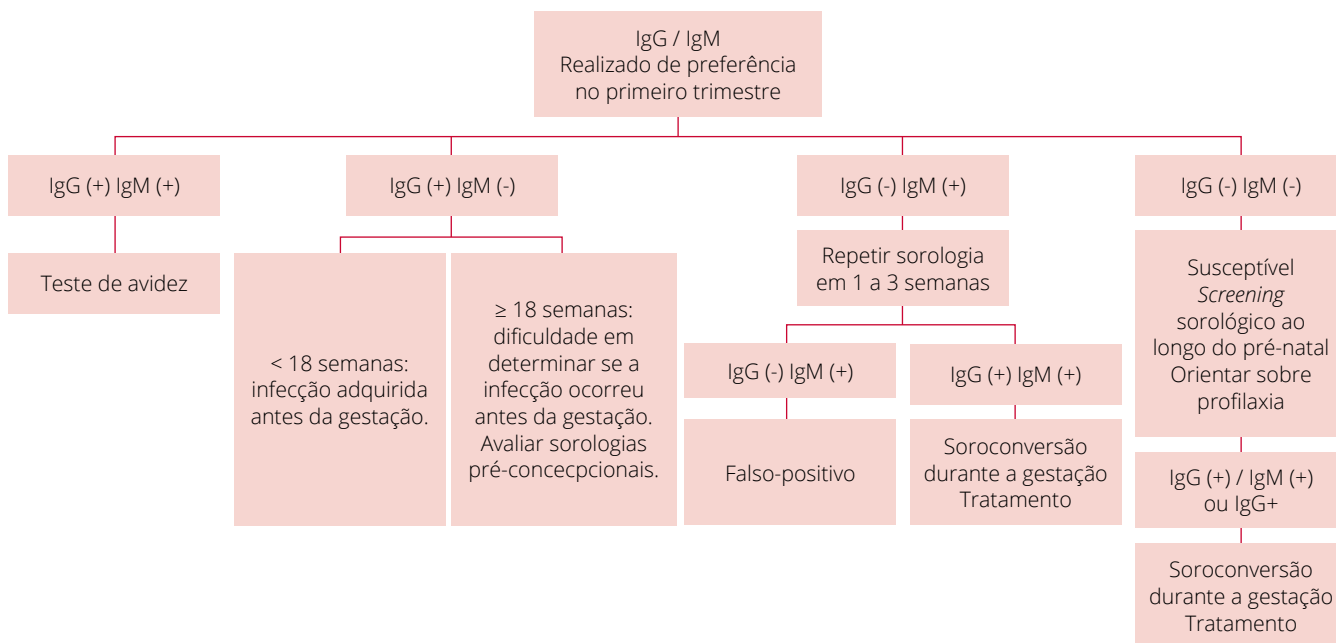 IgG / IgM
Realizado de preferência
no primeiro trimestre
IgG (+) IgM (+)
IgG (+) IgM (-)
IgG (-) IgM (+)
IgG (-) IgM (-)
Teste de avidez
< 18 semanas:
infecção adquirida
antes da gestação.
≥ 18 semanas:
dificuldade em
determinar se a
infecção ocorreu
antes da gestação.
Avaliar sorologias
pré-concecpcionais.
Repetir sorologia
em 1 a 3 semanas
IgG (-) IgM (+)
Falso-positivo
IgG (+) IgM (+)
Soroconversão
durante a gestação
Tratamento
Susceptível
Screening
sorológico ao
longo do pré-natal
Orientar sobre
profilaxia
IgG (+) / IgM (+)
ou IgG+
Soroconversão
durante a gestação
Tratamento